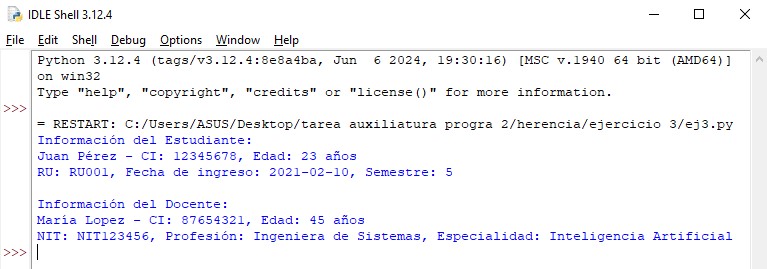 IDLE Shell 3.12.4
File Edit Shell Debug Options Window Help
Python 3.12.4 (tags/v3.12.4:8e8a4ba, Jun  6 2024, 19:30:16) [MSC v.1940 64 bit (AMD64)]
on win32
Type "help", "copyright", "credits" or "license()" for more information.
>>>
= RESTART: C:/Users/ASUS/Desktop/tarea auxiliatura progra 2/herencia/ejercicio 3/ej3.py
Información del Estudiante:
Juan Pérez - CI: 12345678, Edad: 23 años
RU: RU001, Fecha de ingreso: 2021-02-10, Semestre: 5
Información del Docente:
María Lopez - CI: 87654321, Edad: 45 años
NIT: NIT123456, Profesión: Ingeniera de Sistemas, Especialidad: Inteligencia Artificial
>>>